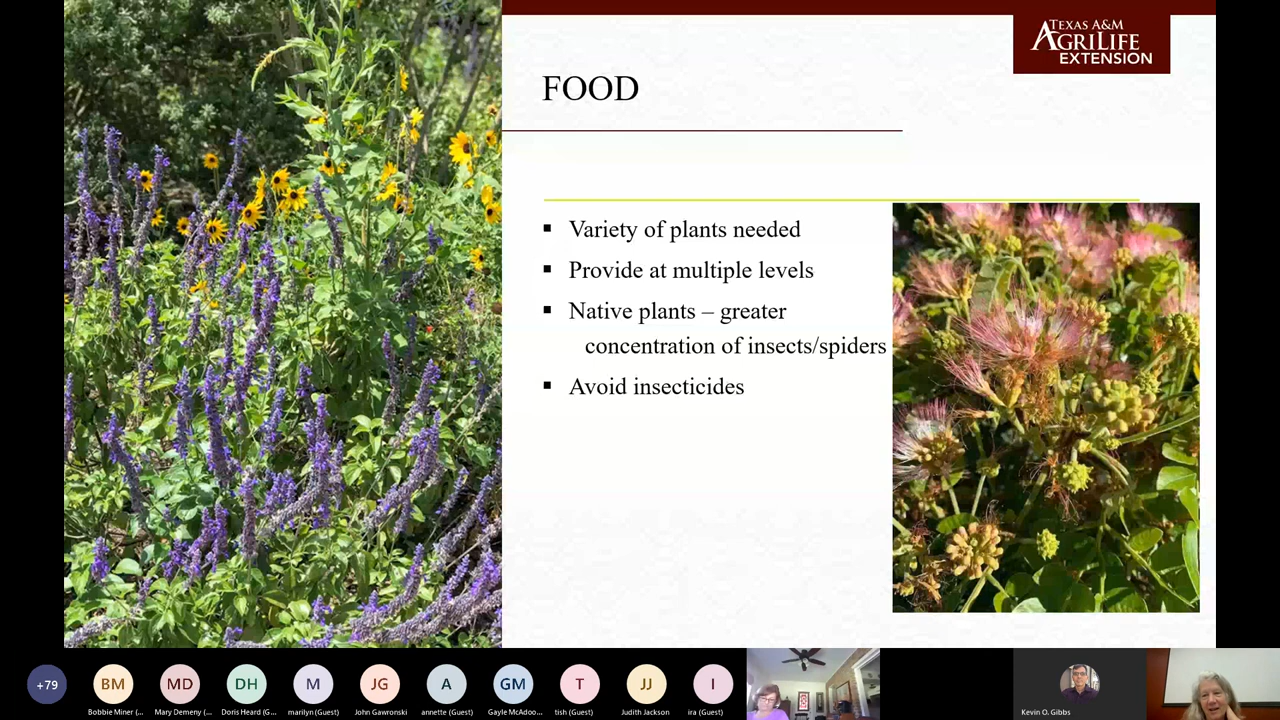 TEXAS A&M
AGRILIFE
EXTENSION
FOOD
Variety of plants needed
Provide at multiple levels
Native plants – greater
concentration of insects/spiders
Avoid insecticides
+79
BM
MD
DH
M
JG
A
GM
T
JJ
I
Bobbie Miner (...
Mary Demeny (...
Doris Heard (G...
marilyn (Guest)
John Gawronski
annette (Guest)
Gayle McAdoo...
tish (Guest)
Judith Jackson
ira (Guest)
Kevin O. Gibbs